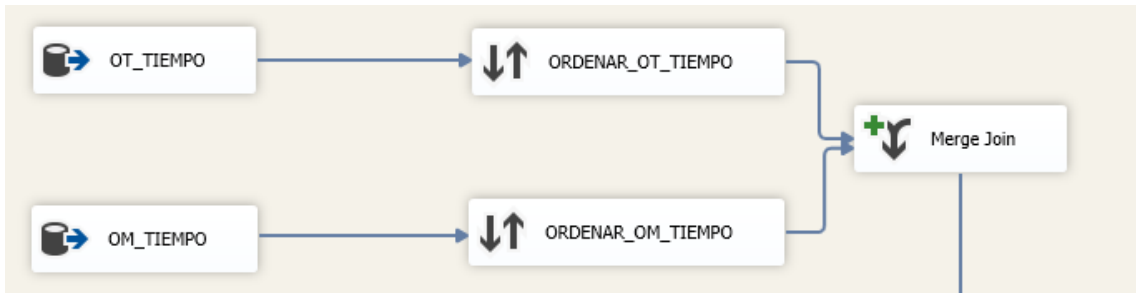 OT_TIEMPO
ORDENAR_OT_TIEMPO
Merge Join
OM_TIEMPO
ORDENAR_OM_TIEMPO